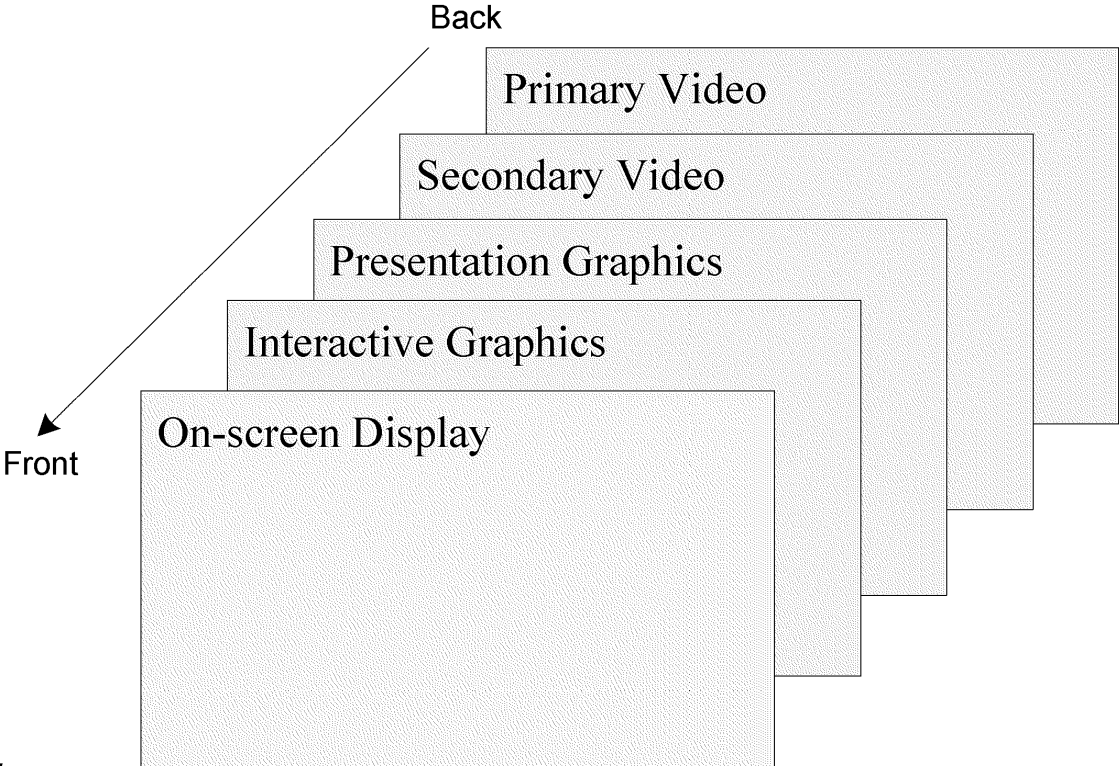 Back
Primary Video
Secondary Video
Presentation Graphics
Interactive Graphics
On-screen Display
Front